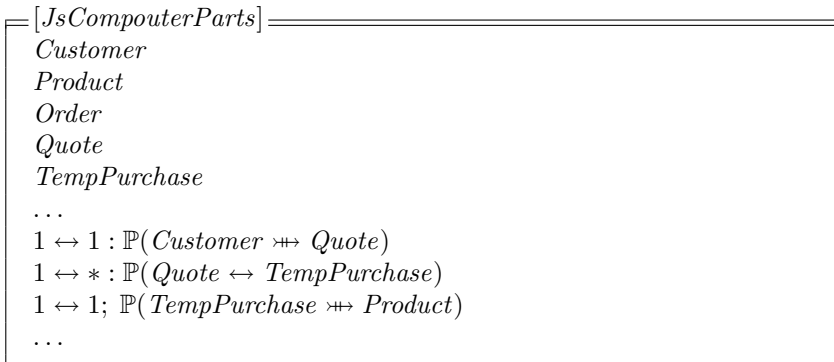 [JsCompouterParts]
Customer
Product
Order
Quote
TempPurchase
. . .
1 ↔ 1 : ℙ(Customer ⤗ Quote)
1 ↔ ∗ : ℙ(Quote ↔ TempPurchase)
1 ↔ 1; ℙ(TempPurchase ⤗ Product)
. . .